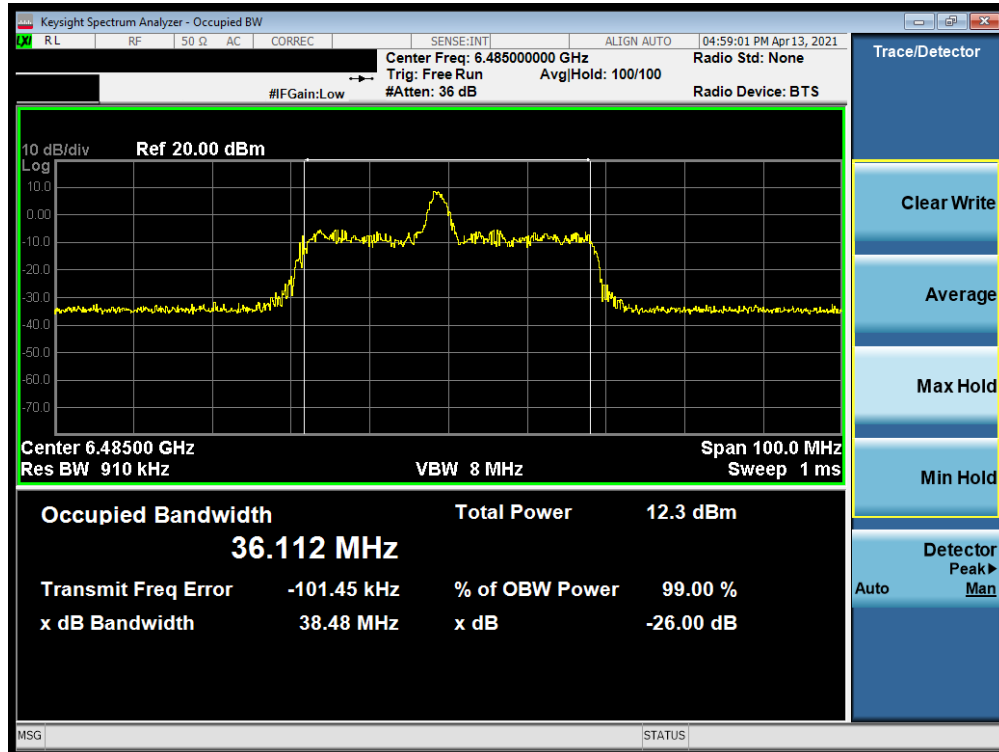 Keysight Spectrum Analyzer - Occupied BW
LXI RL RF 50 Ω AC CORREC SENSE:INT ALIGN AUTO 04:59:01 PM Apr 13, 2021
Center Freq: 6.485000000 GHz Radio Std: None
Trig: Free Run Avg|Hold: 100/100
#IFGain:Low #Atten: 36 dB Radio Device: BTS
10 dB/div Ref 20.00 dBm
Log
10.0
0.00
-10.0
-20.0
-30.0
-40.0
-50.0
-60.0
-70.0
Center 6.48500 GHz Span 100.0 MHz
Res BW 910 kHz VBW 8 MHz Sweep 1 ms
Occupied Bandwidth Total Power 12.3 dBm
36.112 MHz
Transmit Freq Error -101.45 kHz % of OBW Power 99.00 %
x dB Bandwidth 38.48 MHz x dB -26.00 dB
MSG STATUS
Trace/Detector
Clear Write
Average
Max Hold
Min Hold
Detector
Peak▶
Auto Man